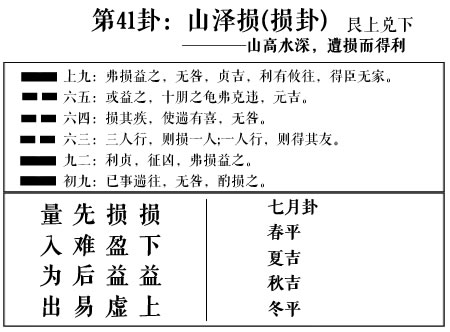 第41卦：山泽损(损卦) 艮上兑下
————山高水深，遭损而得利
上九：弗损益之，无咎，贞吉，利有攸往，得臣无家。
六五：或益之，十朋之龟弗克违，元吉。
六四：损其疾，使遄有喜，无咎。
六三：三人行，则损一人;一人行，则得其友。
九二：利贞，征凶，弗损益之。
初九：已事遄往，无咎，酌损之。
损下益上
损盈益虚
先难后易
量入为出
七月卦
春平
夏吉
秋吉
冬平